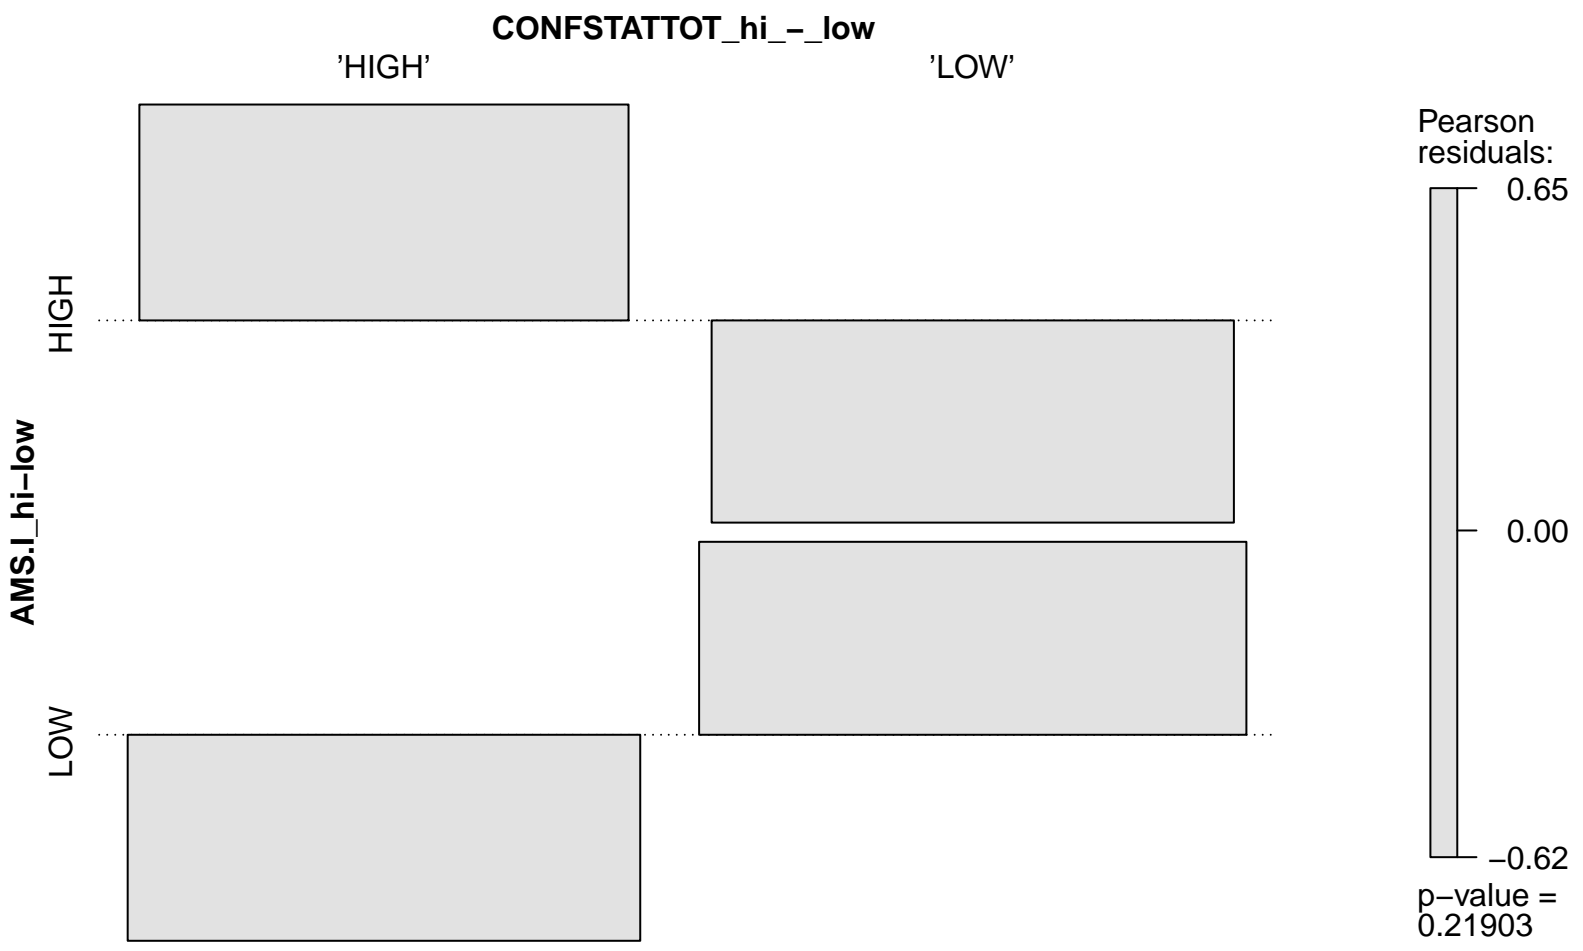 CONFSTATTOT_hi_−_low
’HIGH’ ’LOW’
AMS.I_hi−low
HIGH
LOW
Pearson
residuals:
0.65
0.00
−0.62
p−value =
0.21903